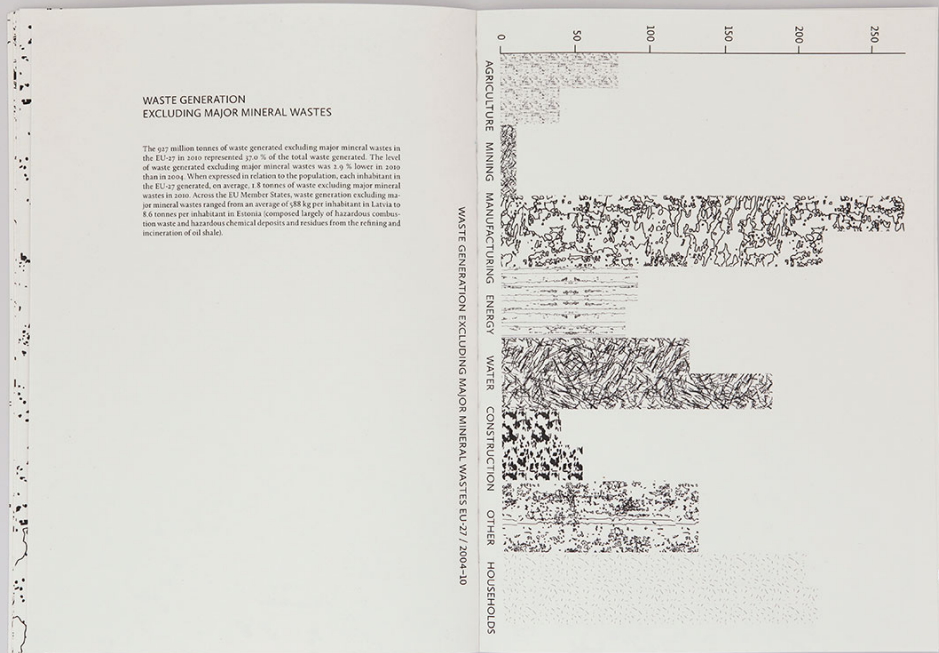 WASTE GENERATION
EXCLUDING MAJOR MINERAL WASTES
The 927 million tonnes of waste generated excluding major mineral wastes in
the EU-27 in 2010 represented 37.0 % of the total waste generated. The level
of waste generated excluding major mineral wastes was 2.9 % lower in 2010
than in 2004. When expressed in relation to the population, each inhabitant in
the EU-27 generated, on average, 1.8 tonnes of waste excluding major mineral
wastes in 2010. Across the EU Member States, waste generation excluding ma-
jor mineral wastes ranged from an average of 588 kg per inhabitant in Latvia to
8.6 tonnes per inhabitant in Estonia (composed largely of hazardous combus-
tion waste and hazardous chemical deposits and residues from the refining and
incineration of oil shale).
WASTE GENERATION EXCLUDING MAJOR MINERAL WASTES EU-27 / 2004–10
0 50 100 150 200 250
AGRICULTURE MINING MANUFACTURING ENERGY WATER CONSTRUCTION OTHER HOUSEHOLDS